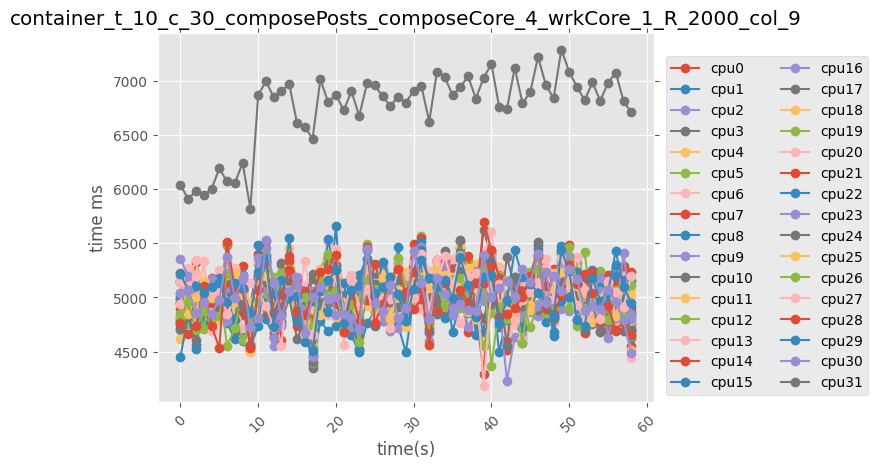 container_t_10_c_30_composePosts_composeCore_4_wrkCore_1_R_2000_col_9
7000
6500
6000
5500
5000
4500
time ms
0
10
20
30
40
50
60
time(s)
cpu0
cpu1
cpu2
cpu3
cpu4
cpu5
cpu6
cpu7
cpu8
cpu9
cpu10
cpu11
cpu12
cpu13
cpu14
cpu15
cpu16
cpu17
cpu18
cpu19
cpu20
cpu21
cpu22
cpu23
cpu24
cpu25
cpu26
cpu27
cpu28
cpu29
cpu30
cpu31